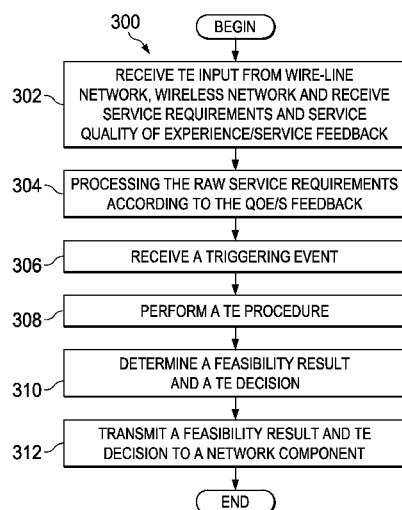 300
BEGIN
302
RECEIVE TE INPUT FROM WIRE-LINE
NETWORK, WIRELESS NETWORK AND RECEIVE
SERVICE REQUIREMENTS AND SERVICE
QUALITY OF EXPERIENCE/SERVICE FEEDBACK
304
PROCESSING THE RAW SERVICE REQUIREMENTS
ACCORDING TO THE QOE/S FEEDBACK
306
RECEIVE A TRIGGERING EVENT
308
PERFORM A TE PROCEDURE
310
DETERMINE A FEASIBILITY RESULT
AND A TE DECISION
312
TRANSMIT A FEASIBILITY RESULT AND TE
DECISION TO A NETWORK COMPONENT
END